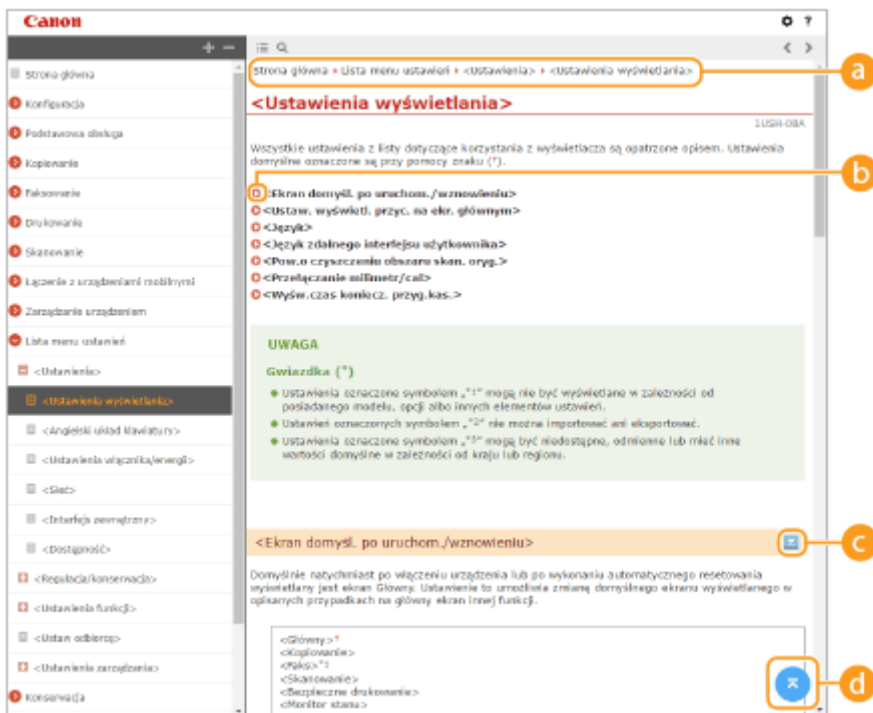 Canon
?
+ −
Strona główna
Konfiguracja
Podstawowa obsługa
Kopiowanie
Faksowanie
Drukowanie
Skanowanie
Łączenie z urządzeniami mobilnymi
Zarządzanie urządzeniem
Lista menu ustawień
<Ustawienia>
<Ustawienia wyświetlania>
<Angielski układ klawiatury>
<Ustawienia włącznika/energii>
<Sieć>
<Interfejs zewnętrzny>
<Dostępność>
<Regulacja/konserwacja>
<Ustawienia funkcji>
<Ustaw odbiorcę>
<Ustawienia zarządzania>
Konserwacja
Strona główna › Lista menu ustawień › <Ustawienia> › <Ustawienia wyświetlania>
a
<Ustawienia wyświetlania>
1USH-0BA
Wszystkie ustawienia z listy dotyczące korzystania z wyświetlacza są opatrzone opisem. Ustawienia
domyślne oznaczone są przy pomocy znaku (*).
b
<Ekran domyśl. po uruchom./wznowieniu>
<Ustaw. wyświetl. przyc. na ekr. głównym>
<Język>
<Język zdalnego interfejsu użytkownika>
<Pow.o czyszczeniu obszaru skan. oryg.>
<Przełączanie milimetr/cal>
<Wyśw.czas koniecz. przyg.kas.>
UWAGA
Gwiazdka (*)
Ustawienia oznaczone symbolem „*1” mogą nie być wyświetlane w zależności od
posiadanego modelu, opcji albo innych elementów ustawień.
Ustawień oznaczonych symbolem „*2” nie można importować ani eksportować.
Ustawienia oznaczone symbolem „*3” mogą być niedostępne, odmienne lub mieć inne
wartości domyślne w zależności od kraju lub regionu.
<Ekran domyśl. po uruchom./wznowieniu>
c
Domyślnie natychmiast po włączeniu urządzenia lub po wykonaniu automatycznego resetowania
wyświetlany jest ekran Główny. Ustawienie to umożliwia zmianę domyślnego ekranu wyświetlanego w
opisanych przypadkach na główny ekran innej funkcji.
<Główny>*
<Kopiowanie>
<Faks>
<Skanowanie>
<Bezpieczne drukowanie>
<Monitor stanu>
d